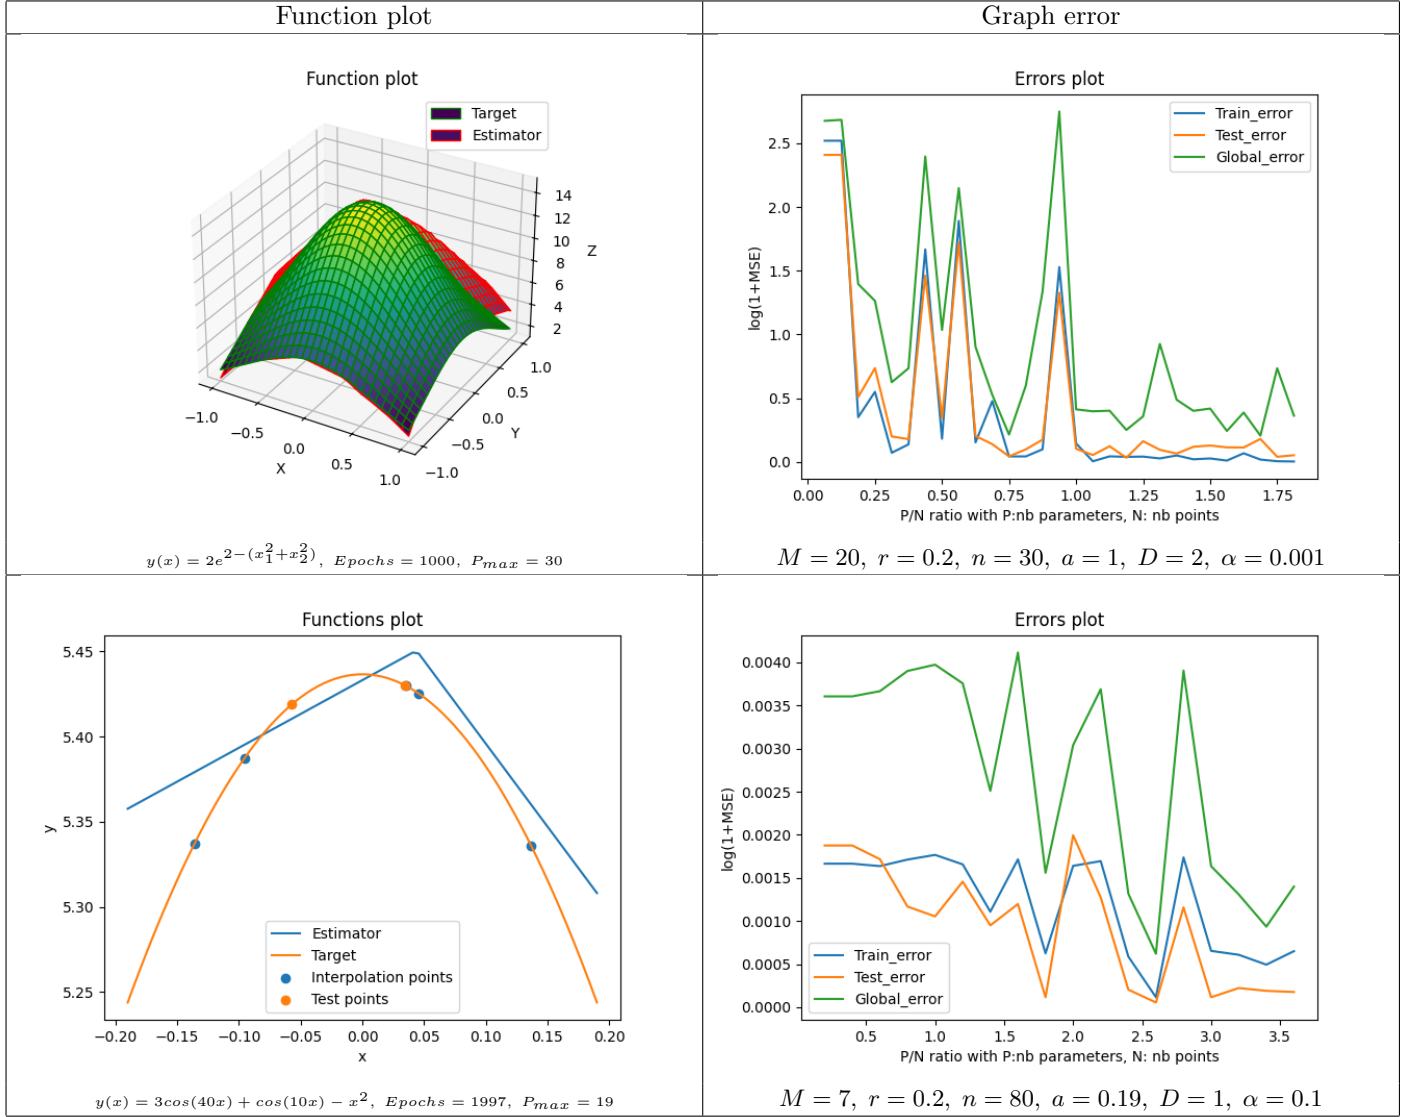 Function plot
Graph error
Function plot
Target
Estimator
14
12
10
8
6
4
2
Z
1.0
0.5
0.0
−0.5
−1.0
Y
−1.0
−0.5
0.0
0.5
1.0
X
y(x) = 2e^{2−(x_1^2+x_2^2)}, Epochs = 1000, P_{max} = 30
Errors plot
Train_error
Test_error
Global_error
2.5
2.0
1.5
1.0
0.5
0.0
log(1+MSE)
0.00 0.25 0.50 0.75 1.00 1.25 1.50 1.75
P/N ratio with P:nb parameters, N: nb points
M = 20, r = 0.2, n = 30, a = 1, D = 2, α = 0.001
Functions plot
5.45
5.40
5.35
5.30
5.25
y
Estimator
Target
Interpolation points
Test points
−0.20 −0.15 −0.10 −0.05 0.00 0.05 0.10 0.15 0.20
x
y(x) = 3cos(40x) + cos(10x) − x^2, Epochs = 1997, P_{max} = 19
Errors plot
0.0040
0.0035
0.0030
0.0025
0.0020
0.0015
0.0010
0.0005
0.0000
log(1+MSE)
Train_error
Test_error
Global_error
0.5 1.0 1.5 2.0 2.5 3.0 3.5
P/N ratio with P:nb parameters, N: nb points
M = 7, r = 0.2, n = 80, a = 0.19, D = 1, α = 0.1